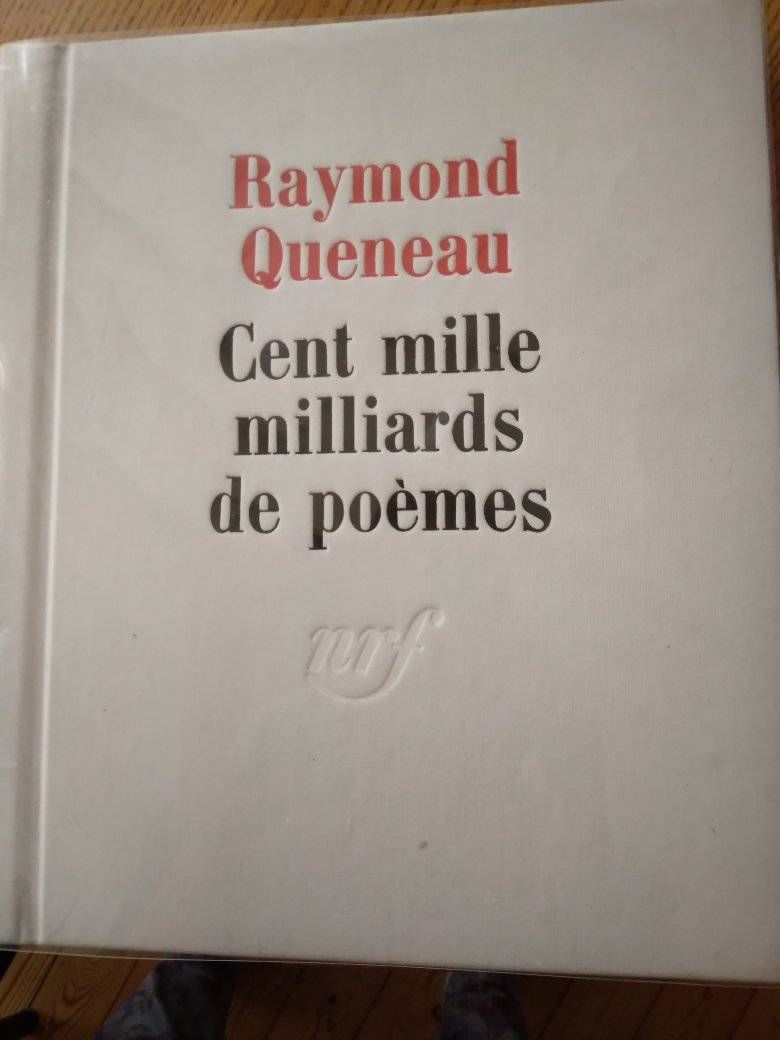 Raymond
Queneau
Cent mille
milliards
de poèmes
nrf